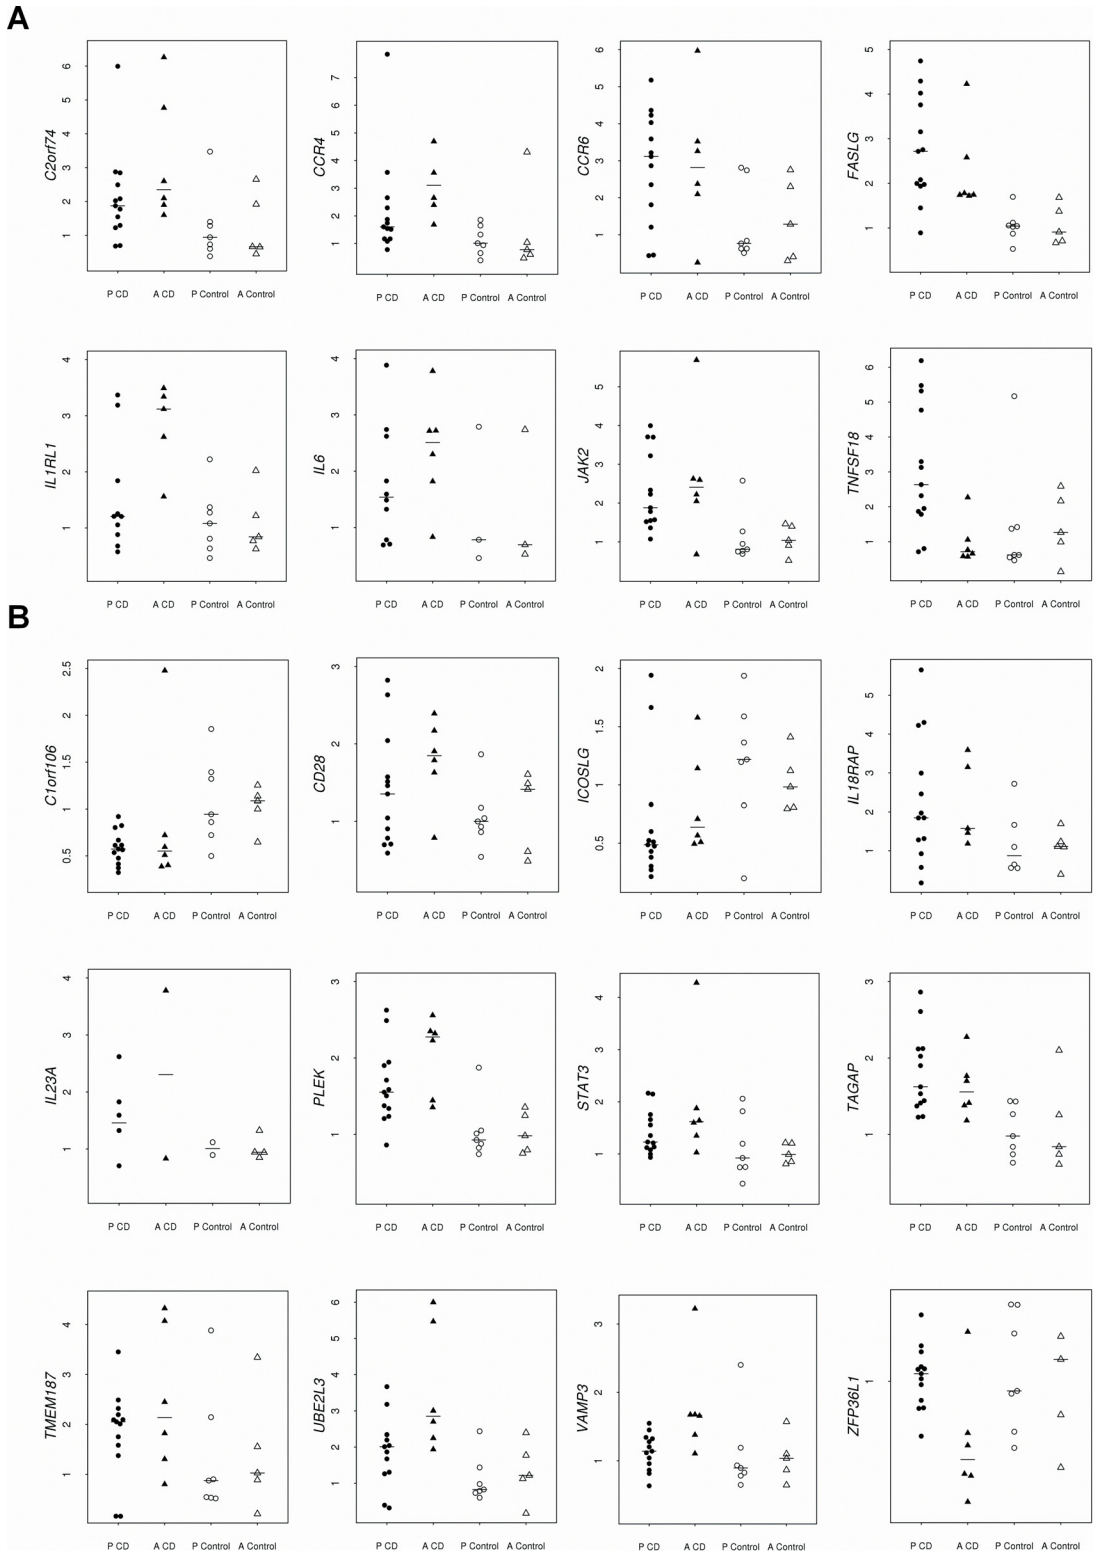 A
C2orf74
6
5
4
3
2
1
P CD A CD P Control A Control
CCR4
7
6
5
4
3
2
1
P CD A CD P Control A Control
CCR6
6
5
4
3
2
1
P CD A CD P Control A Control
FASLG
5
4
3
2
1
P CD A CD P Control A Control
IL1RL1
4
3
2
1
P CD A CD P Control A Control
IL6
4
3
2
1
P CD A CD P Control A Control
JAK2
5
4
3
2
1
P CD A CD P Control A Control
TNFSF18
6
5
4
3
2
1
P CD A CD P Control A Control
B
C1orf106
2.5
2
1.5
1
0.5
P CD A CD P Control A Control
CD28
3
2
1
P CD A CD P Control A Control
ICOSLG
2
1.5
1
0.5
P CD A CD P Control A Control
IL18RAP
5
4
3
2
1
P CD A CD P Control A Control
IL23A
4
3
2
1
P CD A CD P Control A Control
PLEK
3
2
1
P CD A CD P Control A Control
STAT3
4
3
2
1
P CD A CD P Control A Control
TAGAP
3
2
1
P CD A CD P Control A Control
TMEM187
4
3
2
1
P CD A CD P Control A Control
UBE2L3
6
5
4
3
2
1
P CD A CD P Control A Control
VAMP3
3
2
1
P CD A CD P Control A Control
ZFP36L1
1
P CD A CD P Control A Control